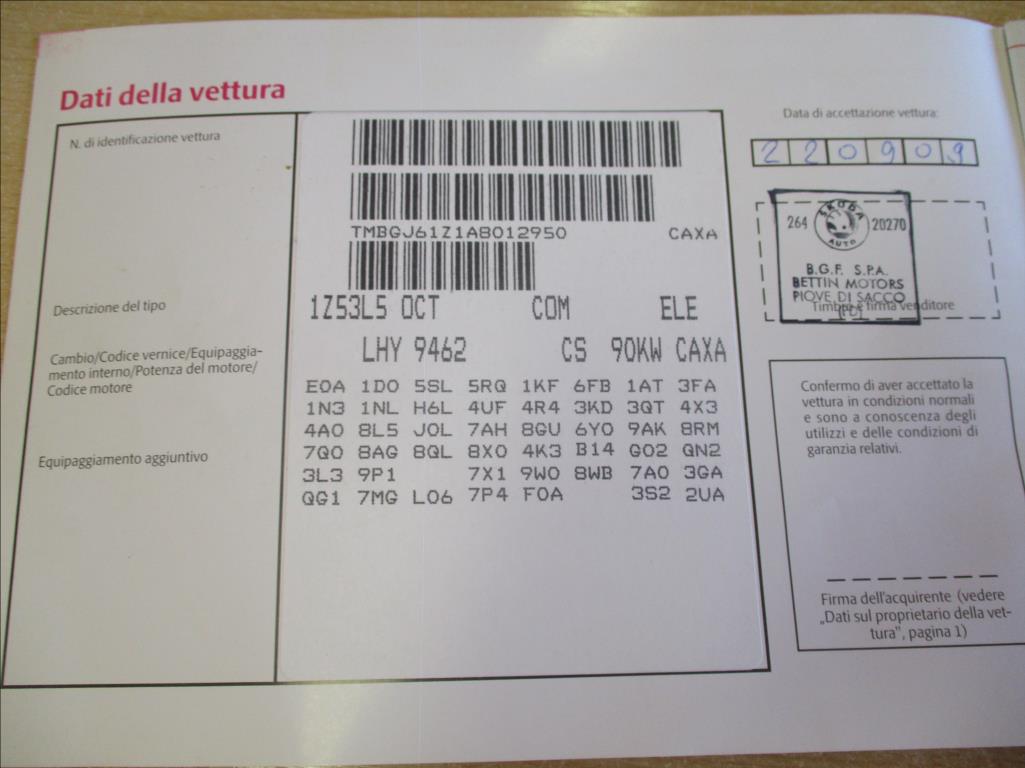 Dati della vettura
N. di identificazione vettura
TMBGJ61Z1A8012950 CAXA
Descrizione del tipo
1Z53L5 OCT COM ELE
Cambio/Codice vernice/Equipaggia-
mento interno/Potenza del motore/
Codice motore
LHY 9462 CS 90KW CAXA
Equipaggiamento aggiuntivo
E0A 1D0 5SL 5RQ 1KF 6FB 1AT 3FA
1N3 1NL H6L 4UF 4R4 3KD 3QT 4X3
4A0 8L5 J0L 7AH 8GU 6Y0 9AK 8RM
7Q0 8AG 8QL 8X0 4K3 B14 G02 QN2
3L3 9P1 7X1 9W0 8WB 7A0 3GA
QG1 7MG L06 7P4 F0A 3S2 2UA
Data di accettazione vettura:
220909
264 ŠKODA AUTO 20270
B.G.F. S.P.A.
BETTIN MOTORS
PIOVE DI SACCO
(PD)
Timbro e firma venditore
Confermo di aver accettato la
vettura in condizioni normali
e sono a conoscenza degli
utilizzi e delle condizioni di
garanzia relativi.
Firma dell'acquirente (vedere
„Dati sul proprietario della vet-
tura", pagina 1)